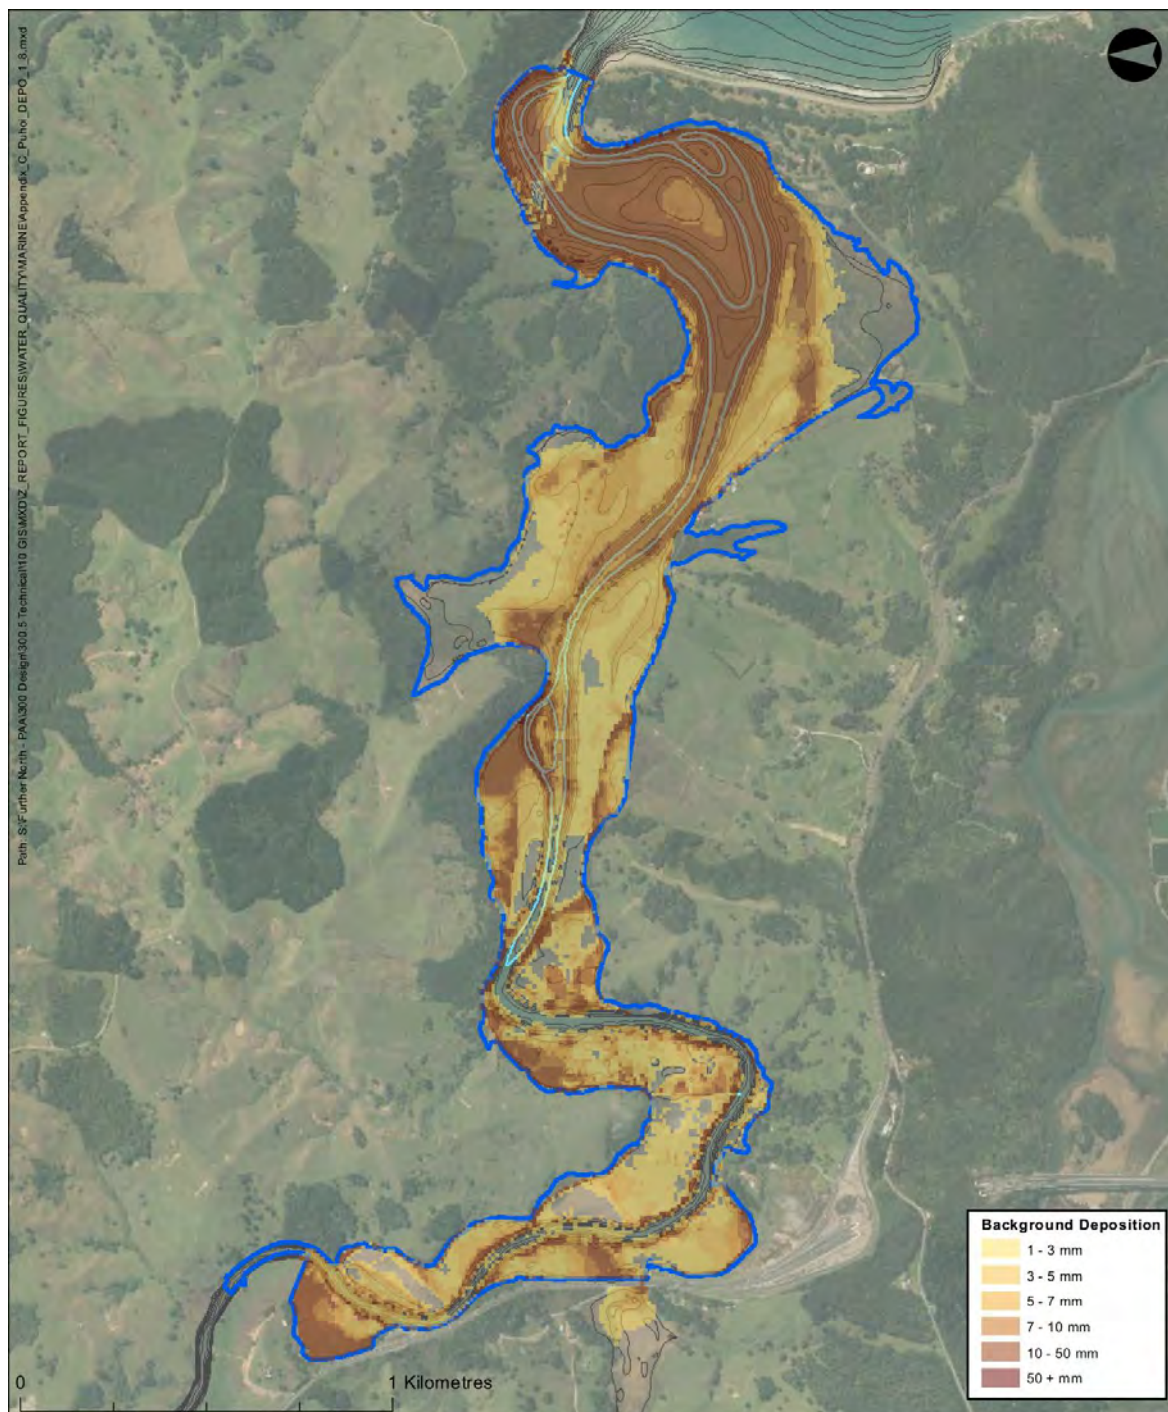 Path: S:\Further North - PAA\300 Design\300.5 Technical\10 GIS\MXD\Z_REPORT_FIGURES\WATER_QUALITY\MARINE\Appendix_C_Puhoi_DEPO_1_8.mxd
Background Deposition
1 - 3 mm
3 - 5 mm
5 - 7 mm
7 - 10 mm
10 - 50 mm
50 + mm
0
1 Kilometres